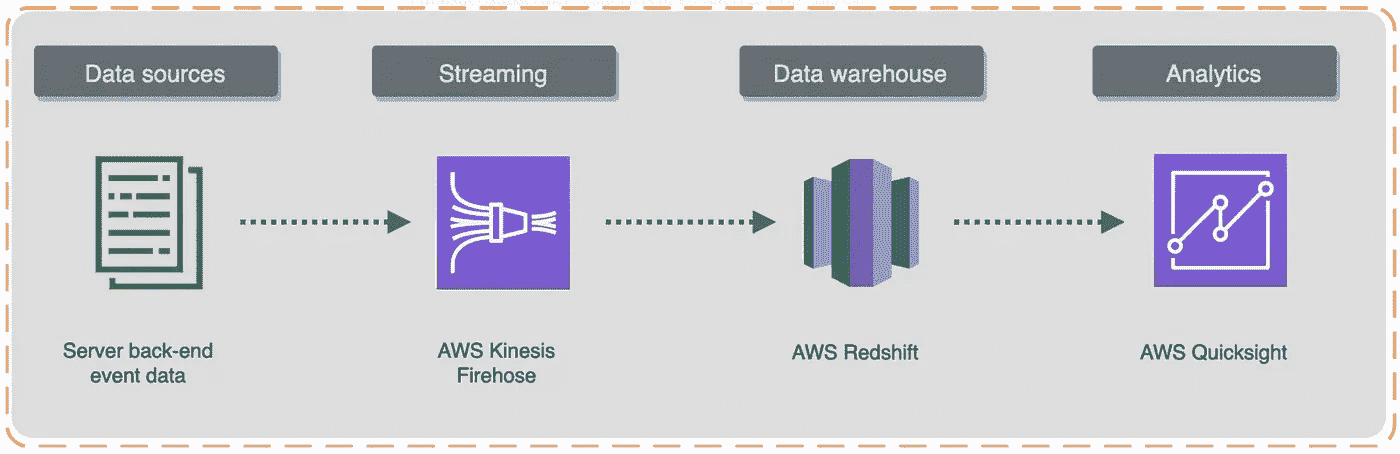 Data sources
Streaming
Data warehouse
Analytics
Server back-end
event data
AWS Kinesis
Firehose
AWS Redshift
AWS Quicksight